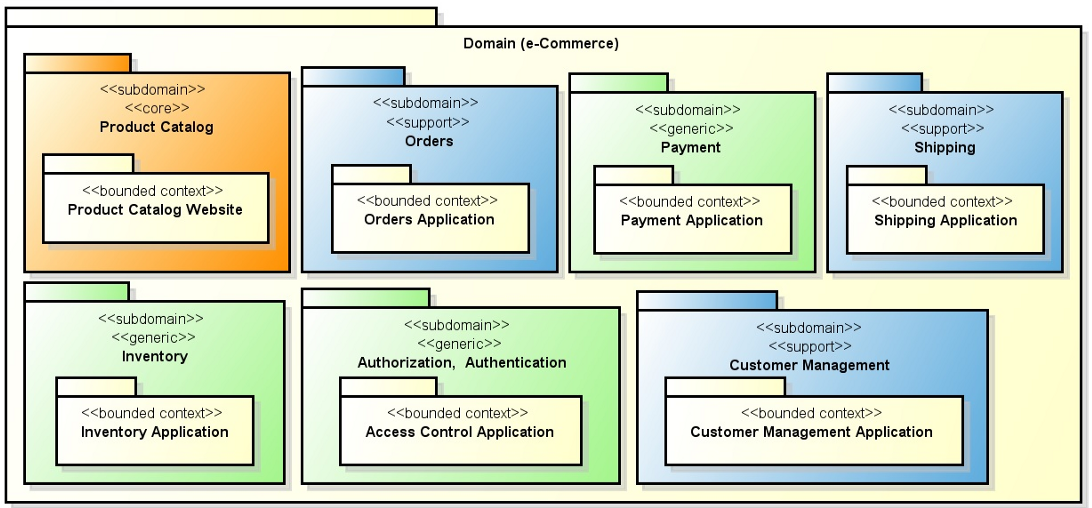 Domain (e-Commerce)
<<subdomain>>
<<core>>
Product Catalog
<<bounded context>>
Product Catalog Website
<<subdomain>>
<<support>>
Orders
<<bounded context>>
Orders Application
<<subdomain>>
<<generic>>
Payment
<<bounded context>>
Payment Application
<<subdomain>>
<<support>>
Shipping
<<bounded context>>
Shipping Application
<<subdomain>>
<<generic>>
Inventory
<<bounded context>>
Inventory Application
<<subdomain>>
<<generic>>
Authorization, Authentication
<<bounded context>>
Access Control Application
<<subdomain>>
<<support>>
Customer Management
<<bounded context>>
Customer Management Application